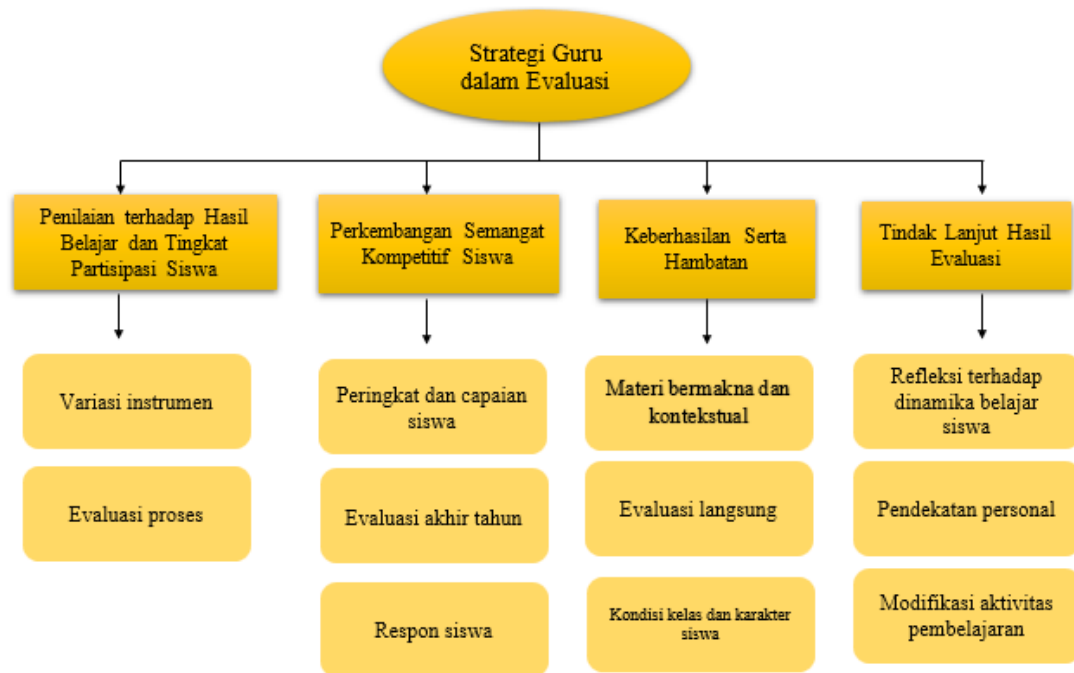 Strategi Guru
dalam Evaluasi
Penilaian terhadap Hasil
Belajar dan Tingkat
Partisipasi Siswa
Variasi instrumen
Evaluasi proses
Perkembangan Semangat
Kompetitif Siswa
Peringkat dan capaian
siswa
Evaluasi akhir tahun
Respon siswa
Keberhasilan Serta
Hambatan
Materi bermakna dan
kontekstual
Evaluasi langsung
Kondisi kelas dan karakter
siswa
Tindak Lanjut Hasil
Evaluasi
Refleksi terhadap
dinamika belajar
siswa
Pendekatan personal
Modifikasi aktivitas
pembelajaran